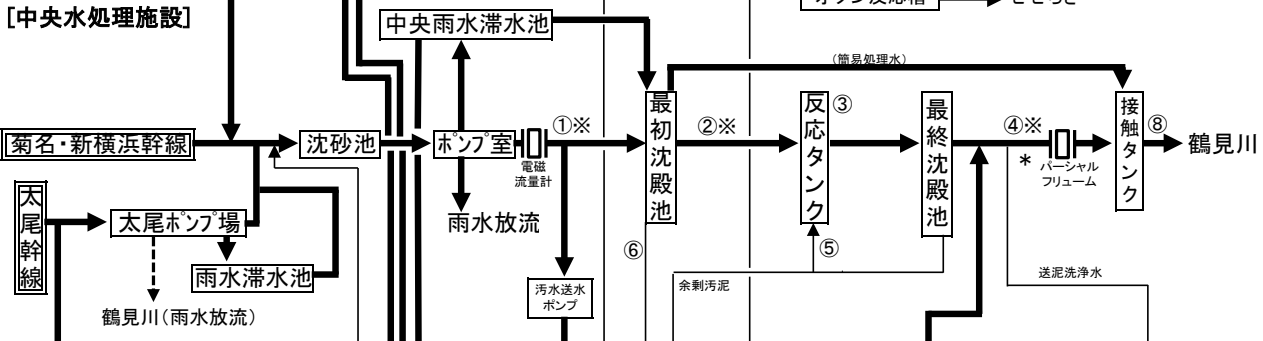 [中央水処理施設]
せせらぎ
中央雨水滞水池
(簡易処理水)
菊名・新横浜幹線
沈砂池
ポンプ室
電磁
流量計
①※
最初沈殿池
②※
反応タンク
③
最終沈殿池
④※
*
パーシャル
フリューム
接触タンク
⑧
鶴見川
太尾幹線
太尾ポンプ場
雨水放流
雨水滞水池
鶴見川(雨水放流)
汚水送水
ポンプ
⑥
⑤
余剰汚泥
送泥洗浄水